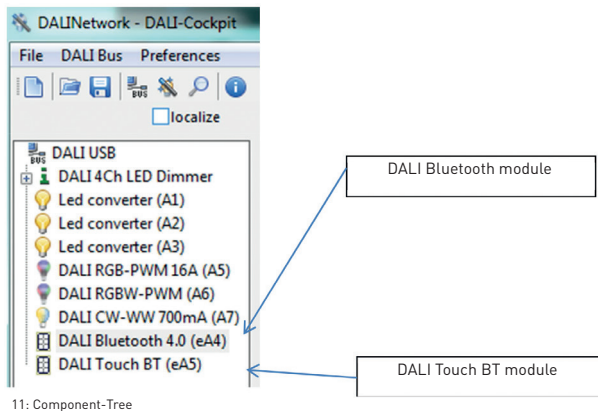 DALINetwork - DALI-Cockpit
File DALI Bus Preferences
BUS
localize
BUS DALI USB
DALI 4Ch LED Dimmer
Led converter (A1)
Led converter (A2)
Led converter (A3)
DALI RGB-PWM 16A (A5)
DALI RGBW-PWM (A6)
DALI CW-WW 700mA (A7)
DALI Bluetooth 4.0 (eA4)
DALI Touch BT (eA5)
DALI Bluetooth module
DALI Touch BT module
11: Component-Tree